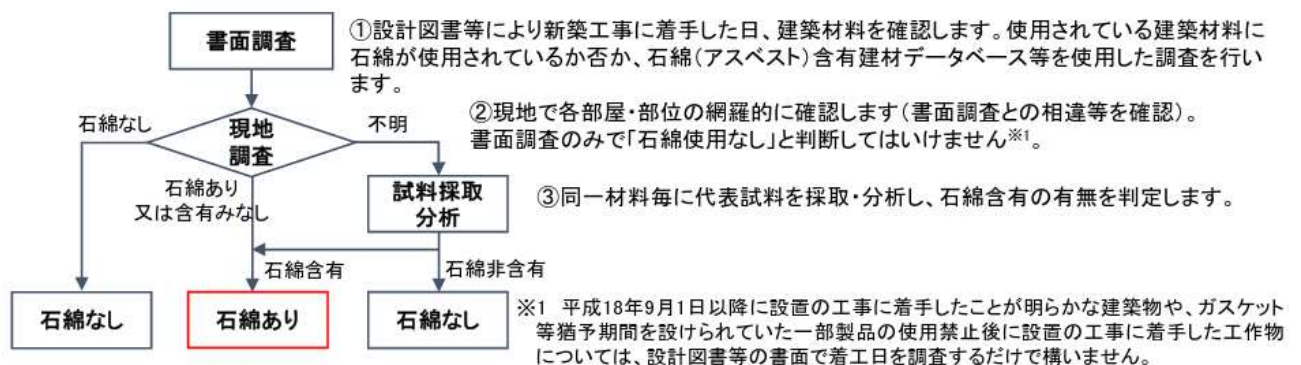 書面調査
①設計図書等により新築工事に着手した日、建築材料を確認します。使用されている建築材料に
石綿が使用されているか否か、石綿(アスベスト)含有建材データベース等を使用した調査を行い
ます。
石綿なし
現地
調査
不明
②現地で各部屋・部位の網羅的に確認します(書面調査との相違等を確認)。
書面調査のみで「石綿使用なし」と判断してはいけません※1。
石綿あり
又は含有みなし
試料採取
分析
③同一材料毎に代表試料を採取・分析し、石綿含有の有無を判定します。
石綿含有
石綿非含有
石綿なし
石綿あり
石綿なし
※1 平成18年9月1日以降に設置の工事に着手したことが明らかな建築物や、ガスケット
等猶予期間を設けられていた一部製品の使用禁止後に設置の工事に着手した工作物
については、設計図書等の書面で着工日を調査するだけで構いません。